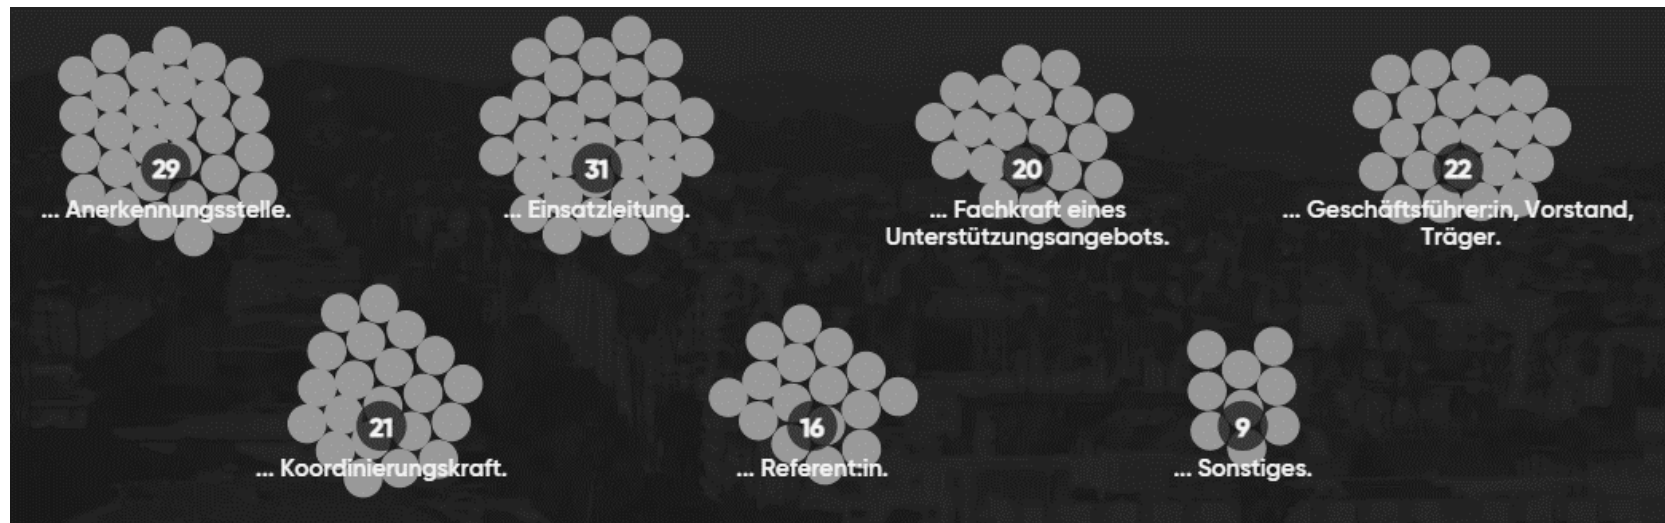 29
... Anerkennungsstelle.
31
... Einsatzleitung.
20
... Fachkraft eines
Unterstützungsangebots.
22
... Geschäftsführer:in, Vorstand,
Träger.
21
... Koordinierungskraft.
16
... Referent:in.
9
... Sonstiges.